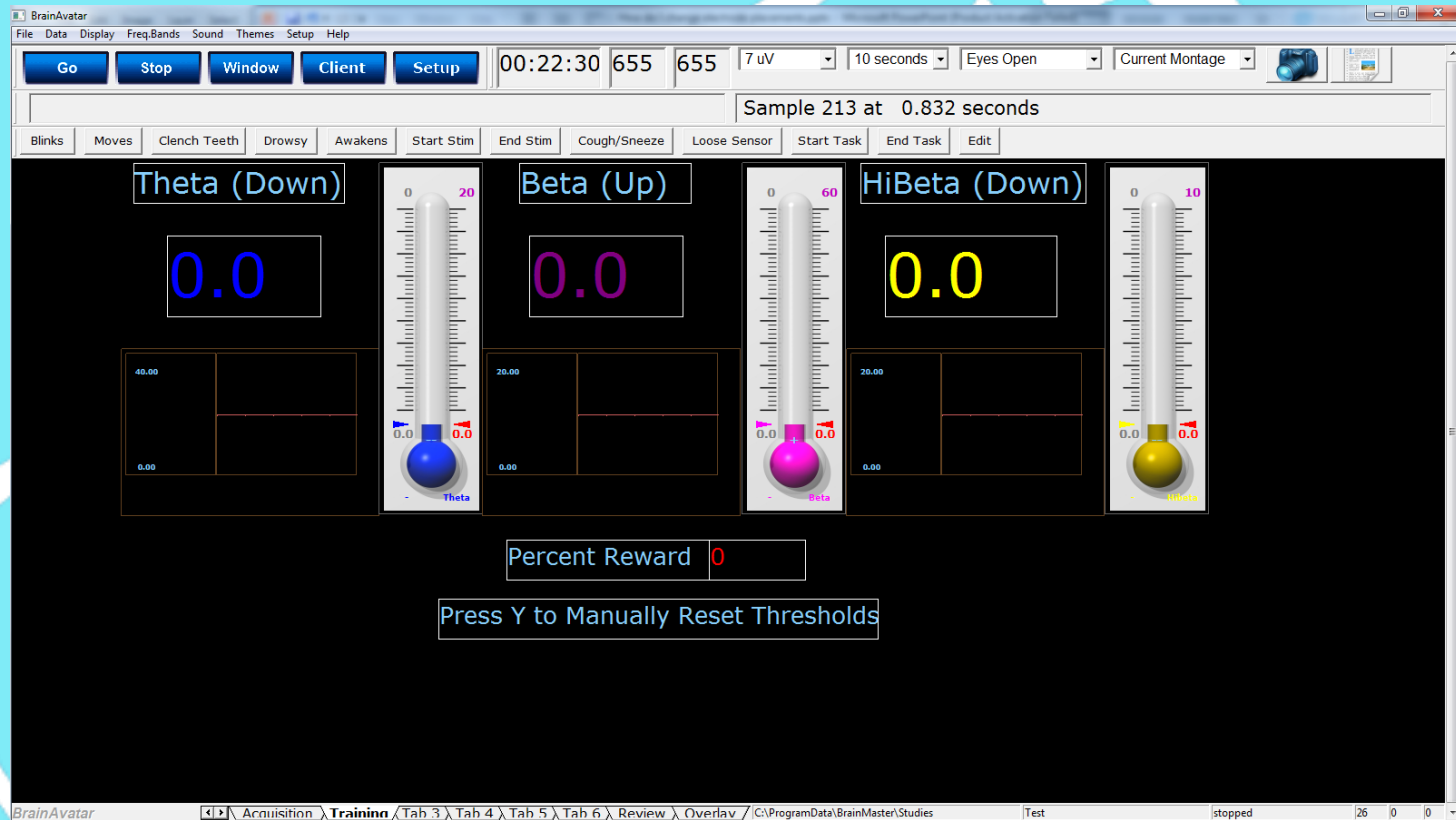 BrainAvatar
File Data Display Freq.Bands Sound Themes Setup Help
Go Stop Window Client Setup 00:22:30 655 655 7 uV 10 seconds Eyes Open Current Montage
Sample 213 at 0.832 seconds
Blinks Moves Clench Teeth Drowsy Awakens Start Stim End Stim Cough/Sneeze Loose Sensor Start Task End Task Edit
Theta (Down) Beta (Up) HiBeta (Down)
0 20 0 60 0 10
0.0 0.0 0.0
40.00 20.00 20.00
0.0 0.0 0.0 0.0 0.0 0.0
0.00 0.00 0.00
- Theta - Beta HiBeta
Percent Reward 0
Press Y to Manually Reset Thresholds
BrainAvatar Acquisition Training Tab 3 Tab 4 Tab 5 Tab 6 Review Overlay C:\ProgramData\BrainMaster\Studies Test stopped 26 0 0